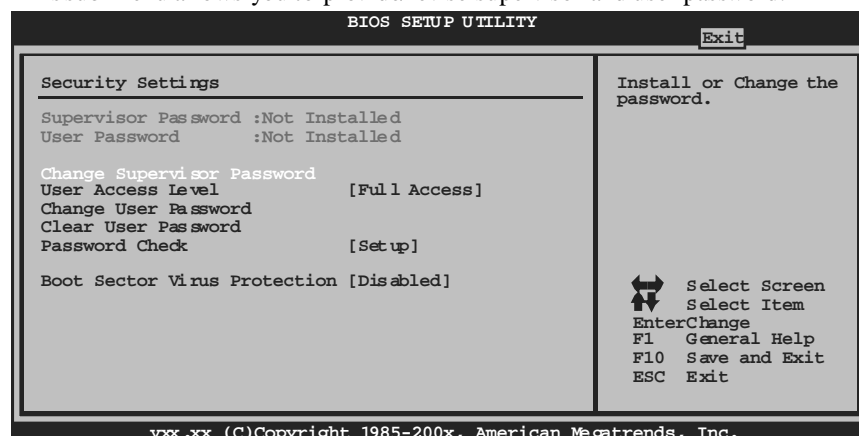 BIOS SETUP UTILITY
Exit
Security Settings
Supervisor Password :Not Installed
User Password :Not Installed
Change Supervisor Password
User Access Level [Full Access]
Change User Password
Clear User Password
Password Check [Setup]
Boot Sector Virus Protection [Disabled]
Install or Change the
password.
Select Screen
Select Item
EnterChange
F1 General Help
F10 Save and Exit
ESC Exit
vxx.xx (C)Copyright 1985-200x, American Megatrends, Inc.